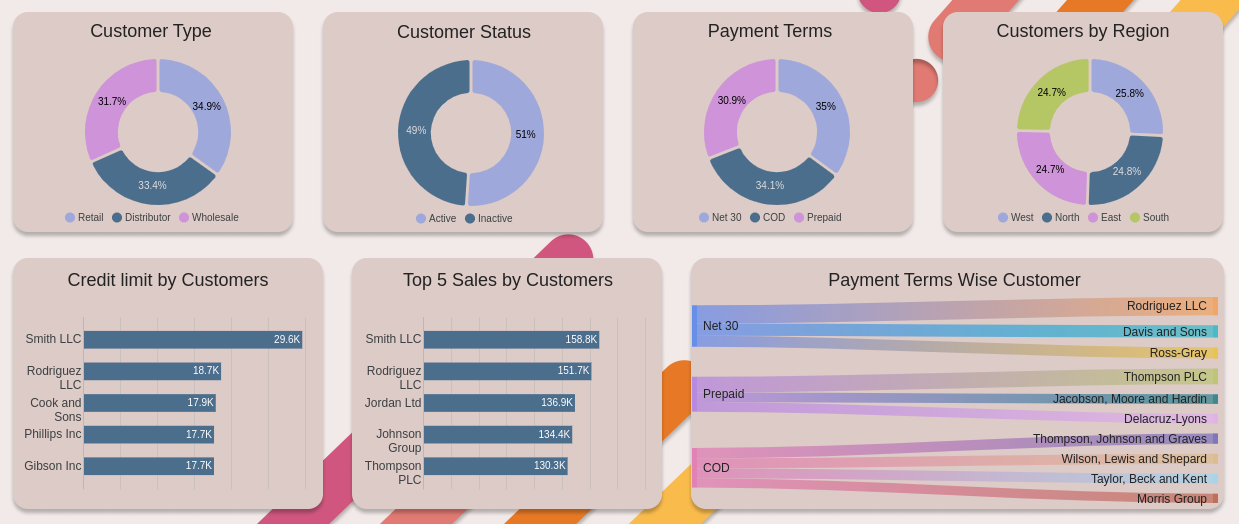 Customer Type
31.7%
34.9%
33.4%
Retail Distributor Wholesale
Customer Status
49%
51%
Active Inactive
Payment Terms
30.9%
35%
34.1%
Net 30 COD Prepaid
Customers by Region
24.7%
25.8%
24.7%
24.8%
West North East South
Credit limit by Customers
Smith LLC 29.6K
Rodriguez 18.7K
LLC
Cook and 17.9K
Sons
Phillips Inc 17.7K
Gibson Inc 17.7K
Top 5 Sales by Customers
Smith LLC 158.8K
Rodriguez 151.7K
LLC
Jordan Ltd 136.9K
Johnson 134.4K
Group
Thompson 130.3K
PLC
Payment Terms Wise Customer
Net 30
Rodriguez LLC
Davis and Sons
Ross-Gray
Prepaid
Thompson PLC
Jacobson, Moore and Hardin
Delacruz-Lyons
COD
Thompson, Johnson and Graves
Wilson, Lewis and Shepard
Taylor, Beck and Kent
Morris Group